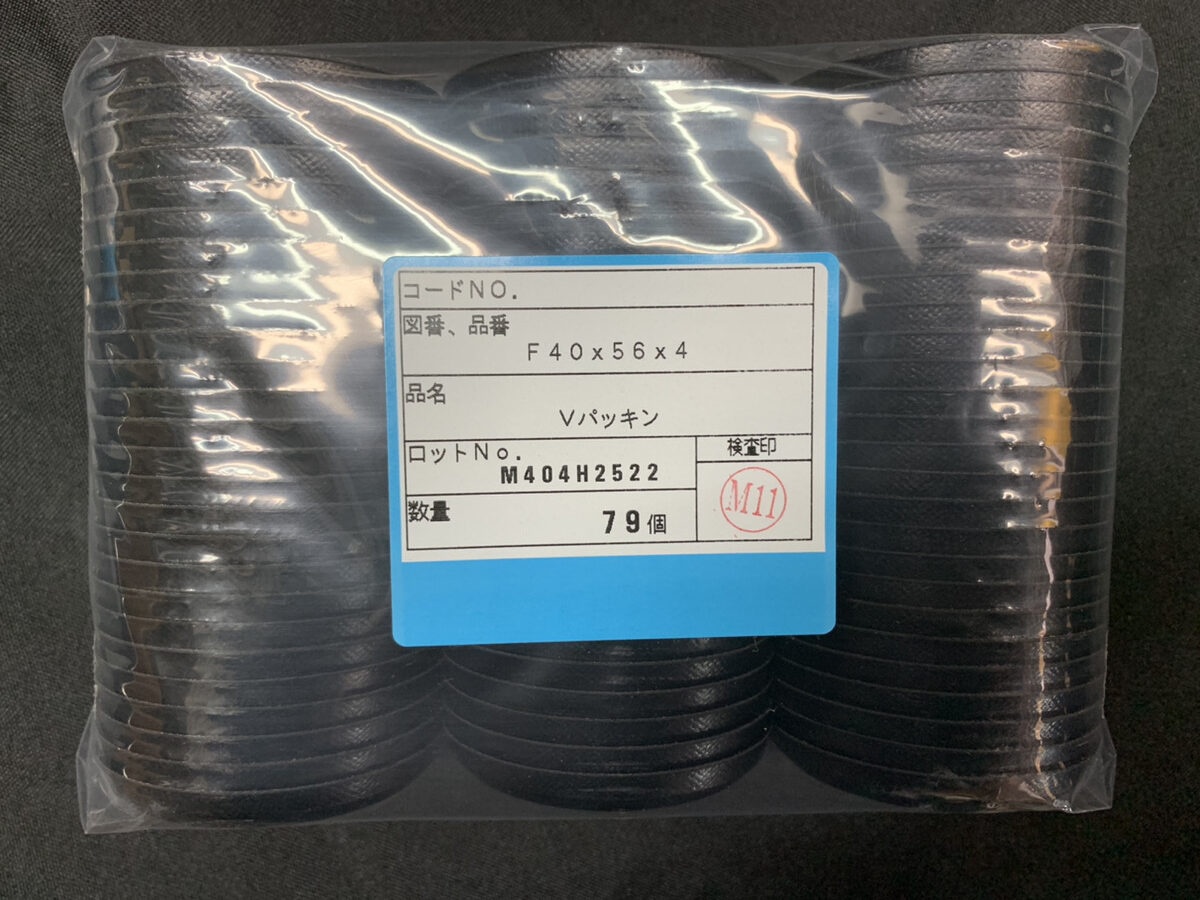 コードNO.
図番、品番
F40x56x4
品名
Vパッキン
ロットNo.
M404H2522
検査印
M11
数量
79個